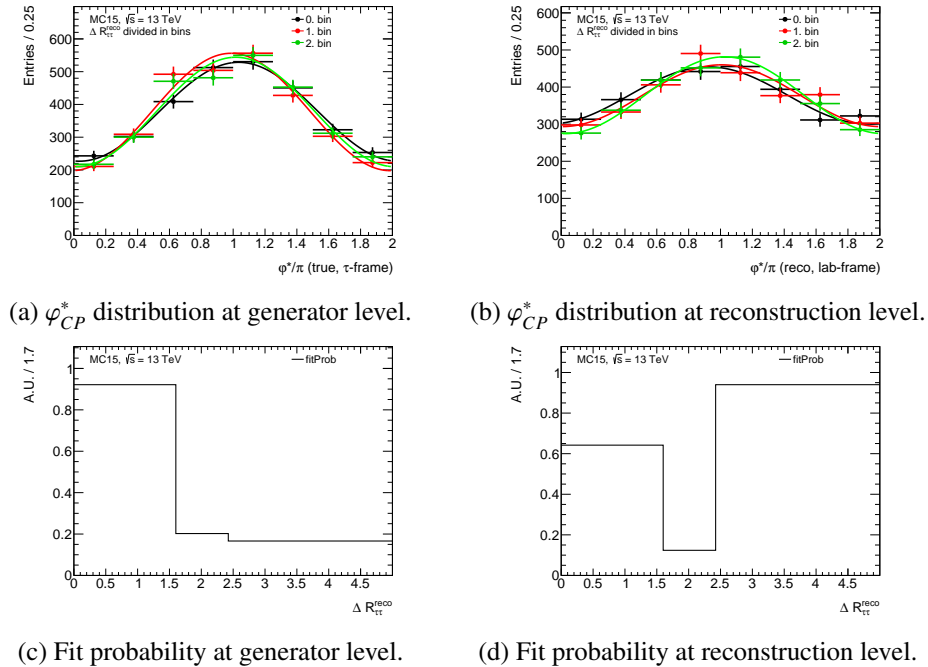 MC15, √s = 13 TeV
Δ R_ττ^reco divided in bins
0. bin
1. bin
2. bin
Entries / 0.25
600
500
400
300
200
100
0
0 0.2 0.4 0.6 0.8 1 1.2 1.4 1.6 1.8 2
φ*/π (true, τ-frame)
MC15, √s = 13 TeV
Δ R_ττ^reco divided in bins
0. bin
1. bin
2. bin
Entries / 0.25
600
500
400
300
200
100
0
0 0.2 0.4 0.6 0.8 1 1.2 1.4 1.6 1.8 2
φ*/π (reco, lab-frame)
(a) φ*_CP distribution at generator level.
(b) φ*_CP distribution at reconstruction level.
MC15, √s = 13 TeV
fitProb
A.U. / 1.7
1
0.8
0.6
0.4
0.2
0
0 0.5 1 1.5 2 2.5 3 3.5 4 4.5
Δ R_ττ^reco
MC15, √s = 13 TeV
fitProb
A.U. / 1.7
1
0.8
0.6
0.4
0.2
0
0 0.5 1 1.5 2 2.5 3 3.5 4 4.5
Δ R_ττ^reco
(c) Fit probability at generator level.
(d) Fit probability at reconstruction level.